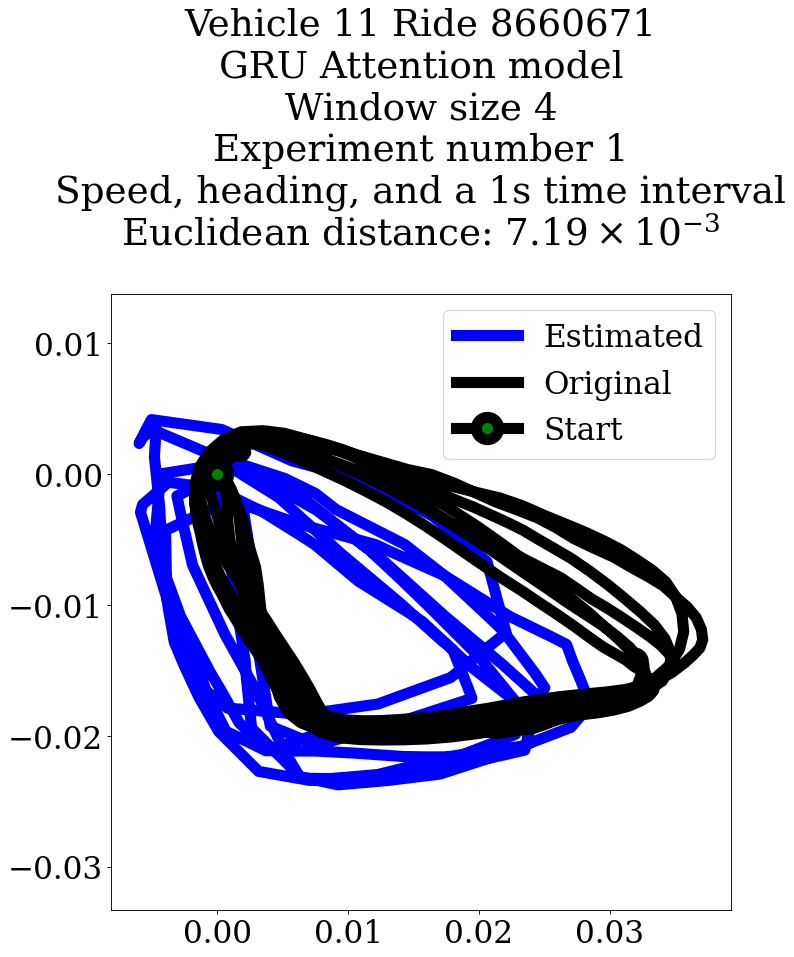 Vehicle 11 Ride 8660671
GRU Attention model
Window size 4
Experiment number 1
Speed, heading, and a 1s time interval
Euclidean distance: 7.19 × 10⁻³
Estimated
Original
Start
0.01
0.00
−0.01
−0.02
−0.03
0.00 0.01 0.02 0.03